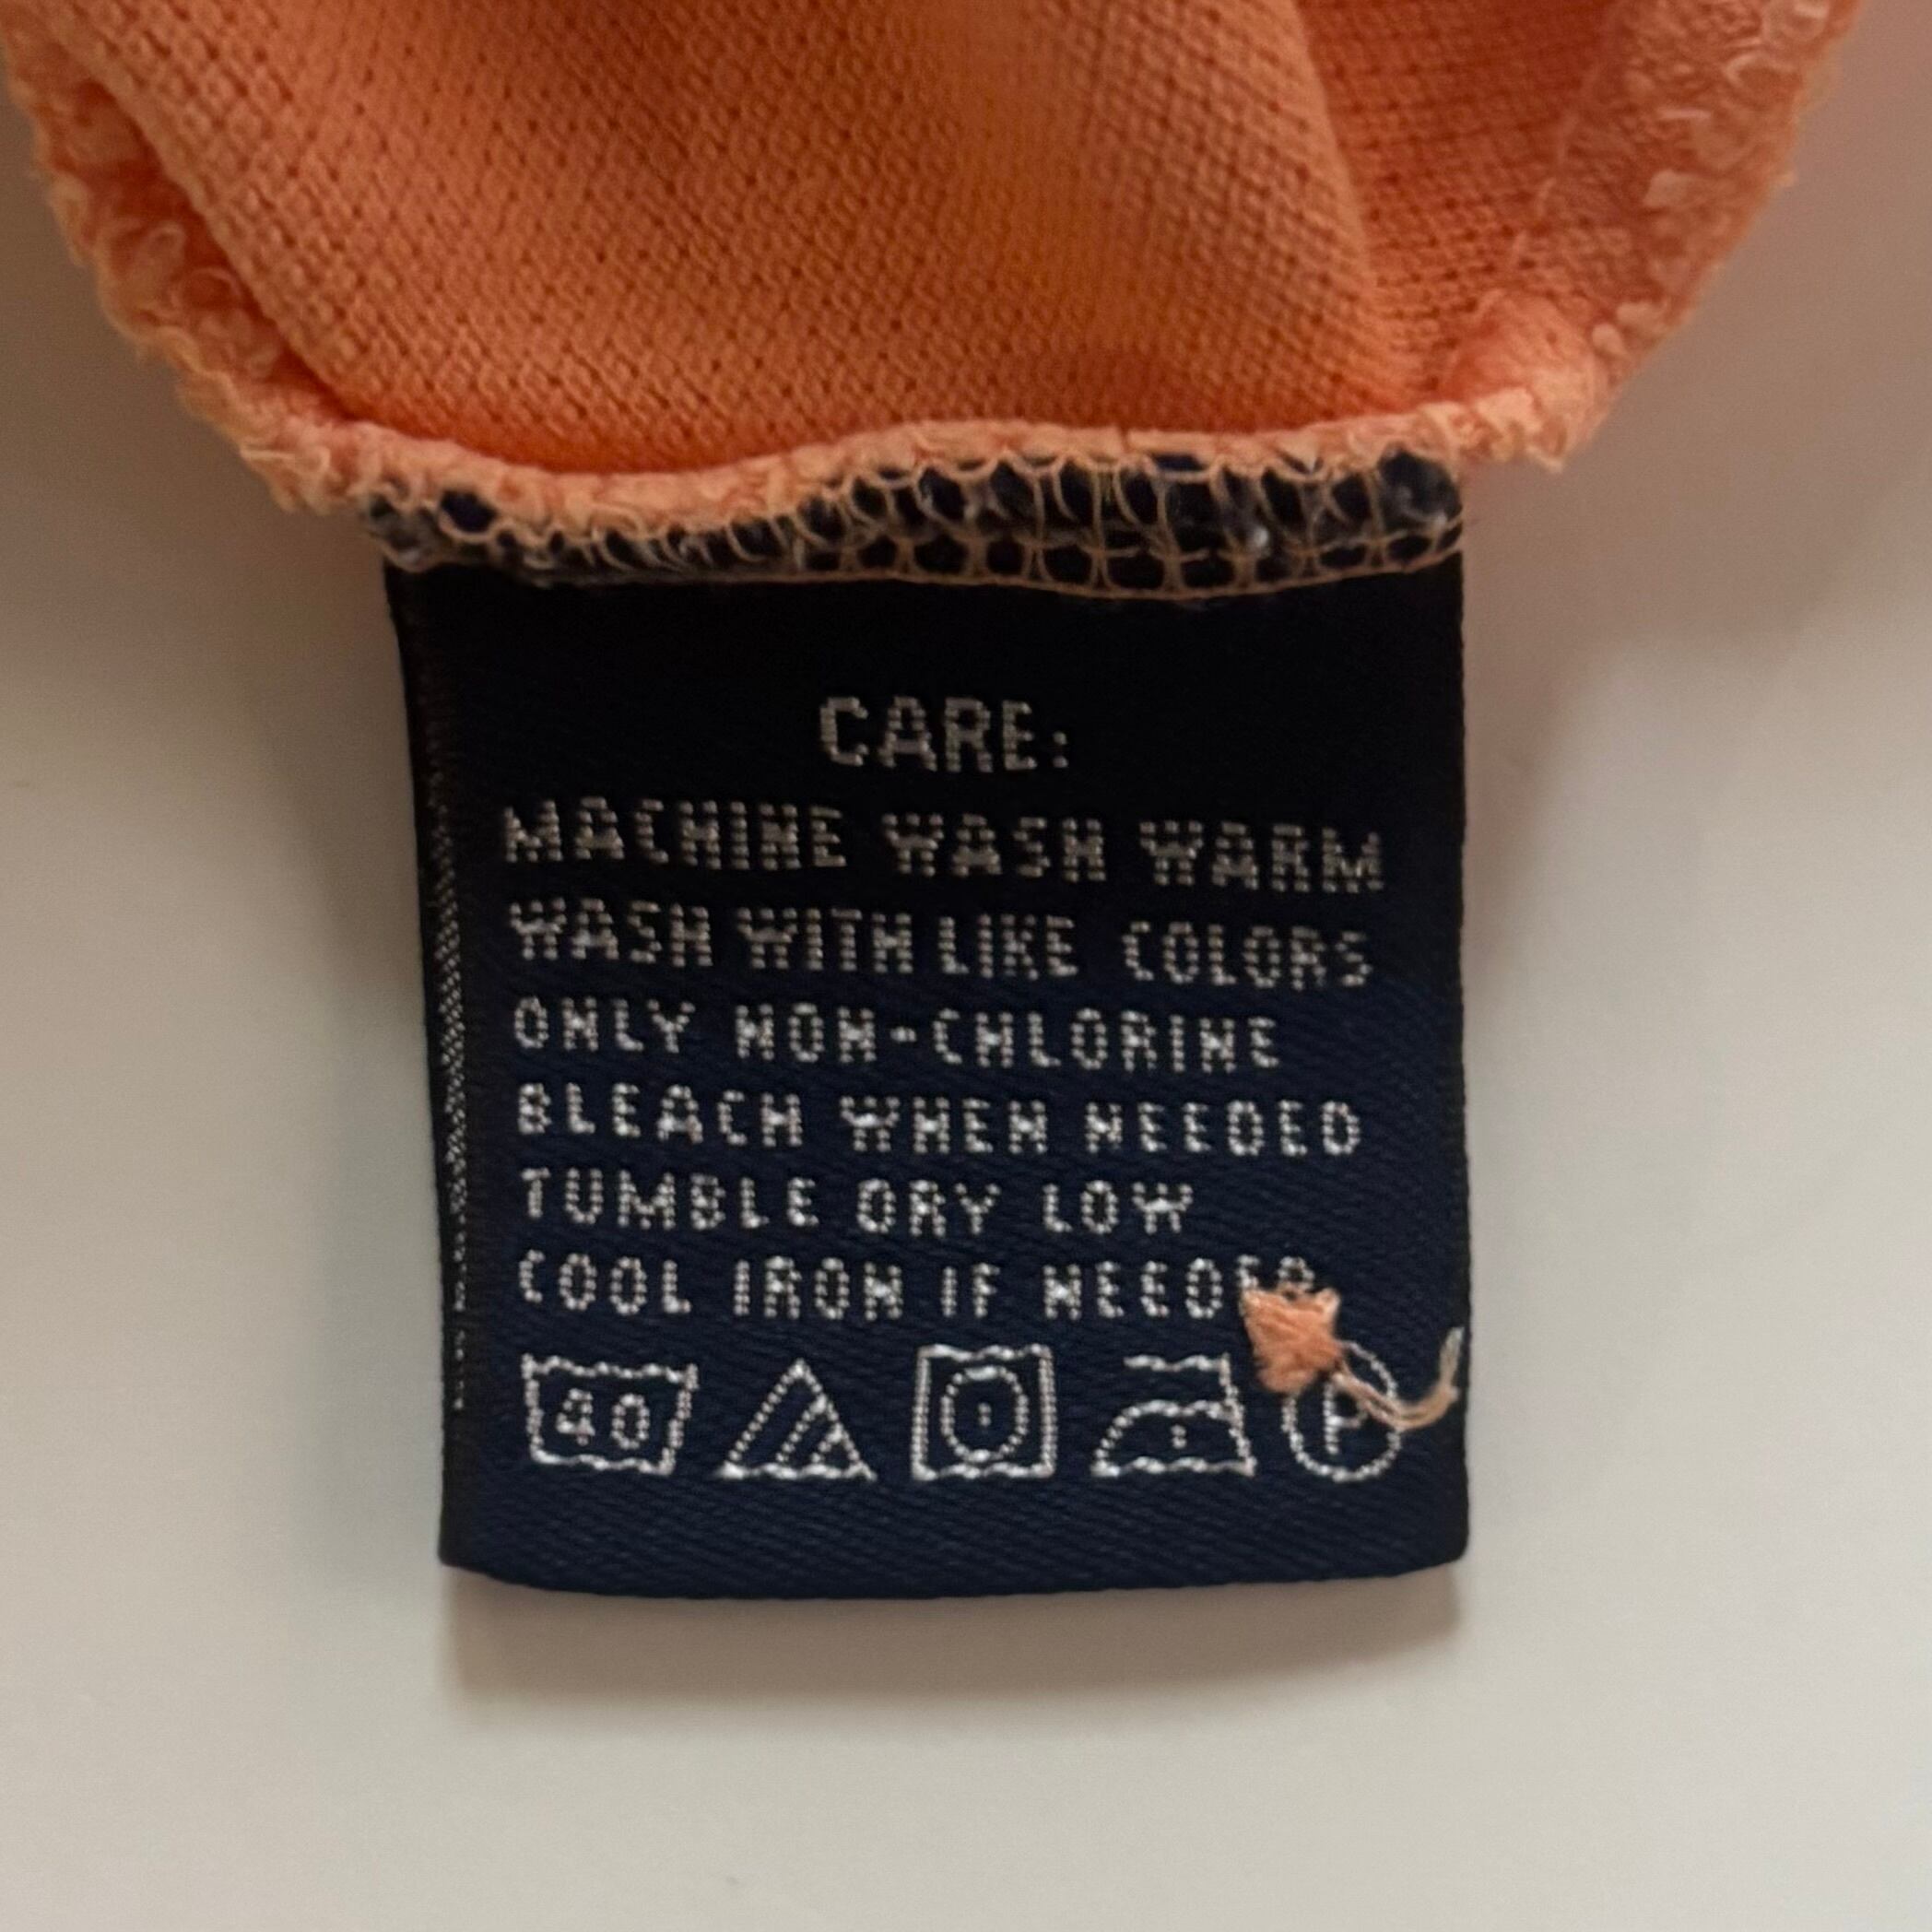 CARE:
MACHINE WASH WARM
WASH WITH LIKE COLORS
ONLY NON-CHLORINE
BLEACH WHEN NEEDED
TUMBLE DRY LOW
COOL IRON IF NEEDED
40
P